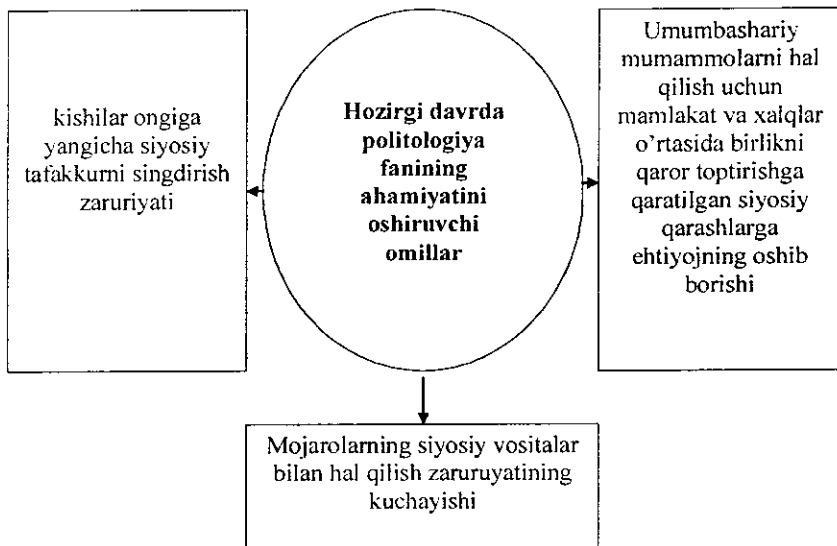 kishilar ongiga
yangicha siyosiy
tafakkurni singdirish
zaruriyati
Hozirgi davrda
politologiya
fanining
ahamiyatini
oshiruvchi
omillar
Umumbashariy
mumammolarni hal
qilish uchun
mamlakat va xalqlar
o’rtasida birlikni
qaror toptirishga
qaratilgan siyosiy
qarashlarga
ehtiyojning oshib
borishi
Mojarolarning siyosiy vositalar
bilan hal qilish zaruruyatining
kuchayishi